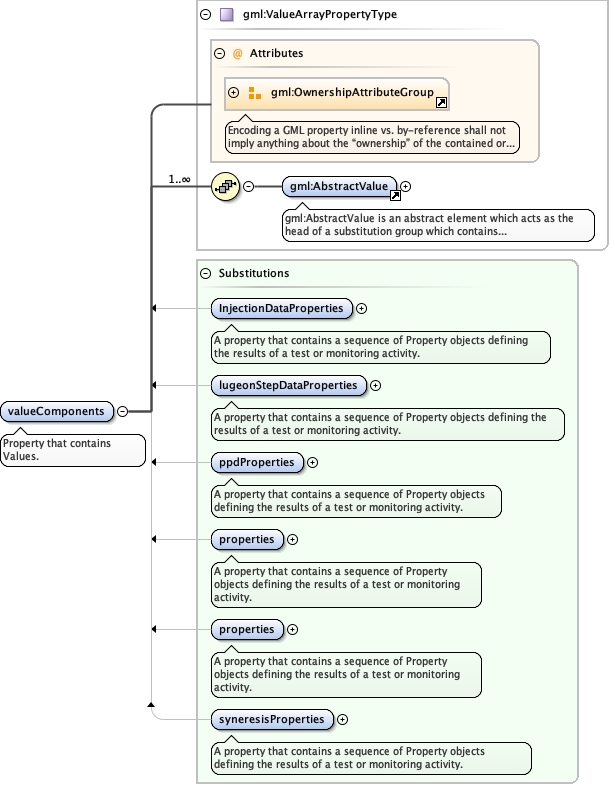 gml:ValueArrayPropertyType
@ Attributes
gml:OwnershipAttributeGroup
Encoding a GML property inline vs. by-reference shall not
imply anything about the “ownership” of the contained or...
1..∞
gml:AbstractValue
gml:AbstractValue is an abstract element which acts as the
head of a substitution group which contains...
Substitutions
InjectionDataProperties
A property that contains a sequence of Property objects defining
the results of a test or monitoring activity.
lugeonStepDataProperties
A property that contains a sequence of Property objects defining the
results of a test or monitoring activity.
valueComponents
Property that contains
Values.
ppdProperties
A property that contains a sequence of Property objects
defining the results of a test or monitoring activity.
properties
A property that contains a sequence of Property
objects defining the results of a test or monitoring
activity.
properties
A property that contains a sequence of Property
objects defining the results of a test or monitoring
activity.
syneresisProperties
A property that contains a sequence of Property objects
defining the results of a test or monitoring activity.